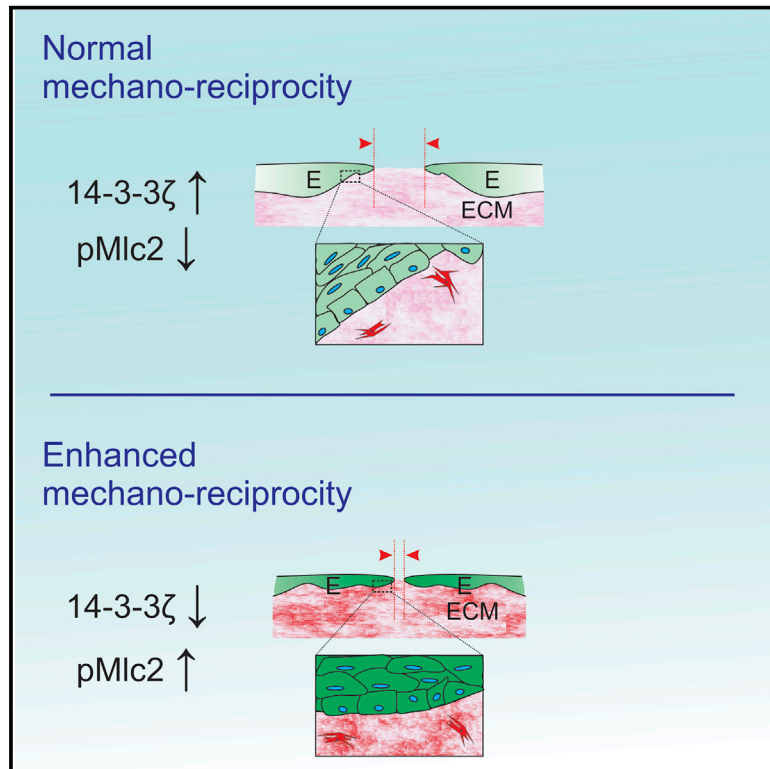 Normal
mechano-reciprocity
14-3-3ζ ↑
pMlc2 ↓
E
E
ECM
Enhanced
mechano-reciprocity
14-3-3ζ ↓
pMlc2 ↑
E
E
ECM